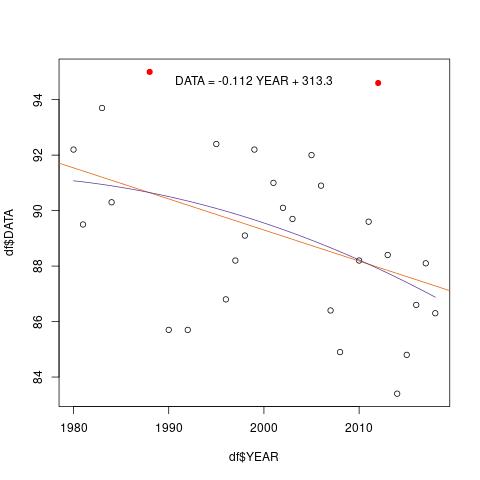 DATA = -0.112 YEAR + 313.3
94
92
90
88
86
84
df$DATA
1980 1990 2000 2010
df$YEAR